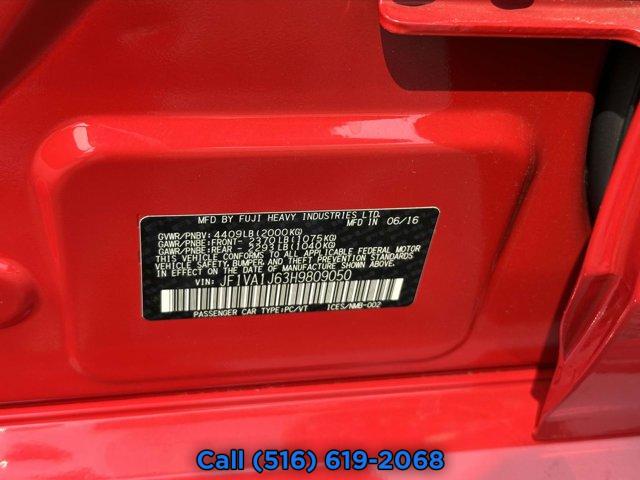 MFD BY FUJI HEAVY INDUSTRIES LTD.
MFD IN 06/16
GVWR/PNBV: 4409LB(2000KG)
GAWR/PNBE:FRONT- 2370LB(1075KG)
GAWR/PNBE:REAR - 2293LB(1040KG)
THIS VEHICLE CONFORMS TO ALL APPLICABLE FEDERAL MOTOR
VEHICLE SAFETY, BUMPER, AND THEFT PREVENTION STANDARDS
IN EFFECT ON THE DATE OF MANUFACTURE SHOWN ABOVE.
VIN: JF1VA1J63H9809050
PASSENGER CAR TYPE:PC/VT ICES/NMB-002
Call (516) 619-2068